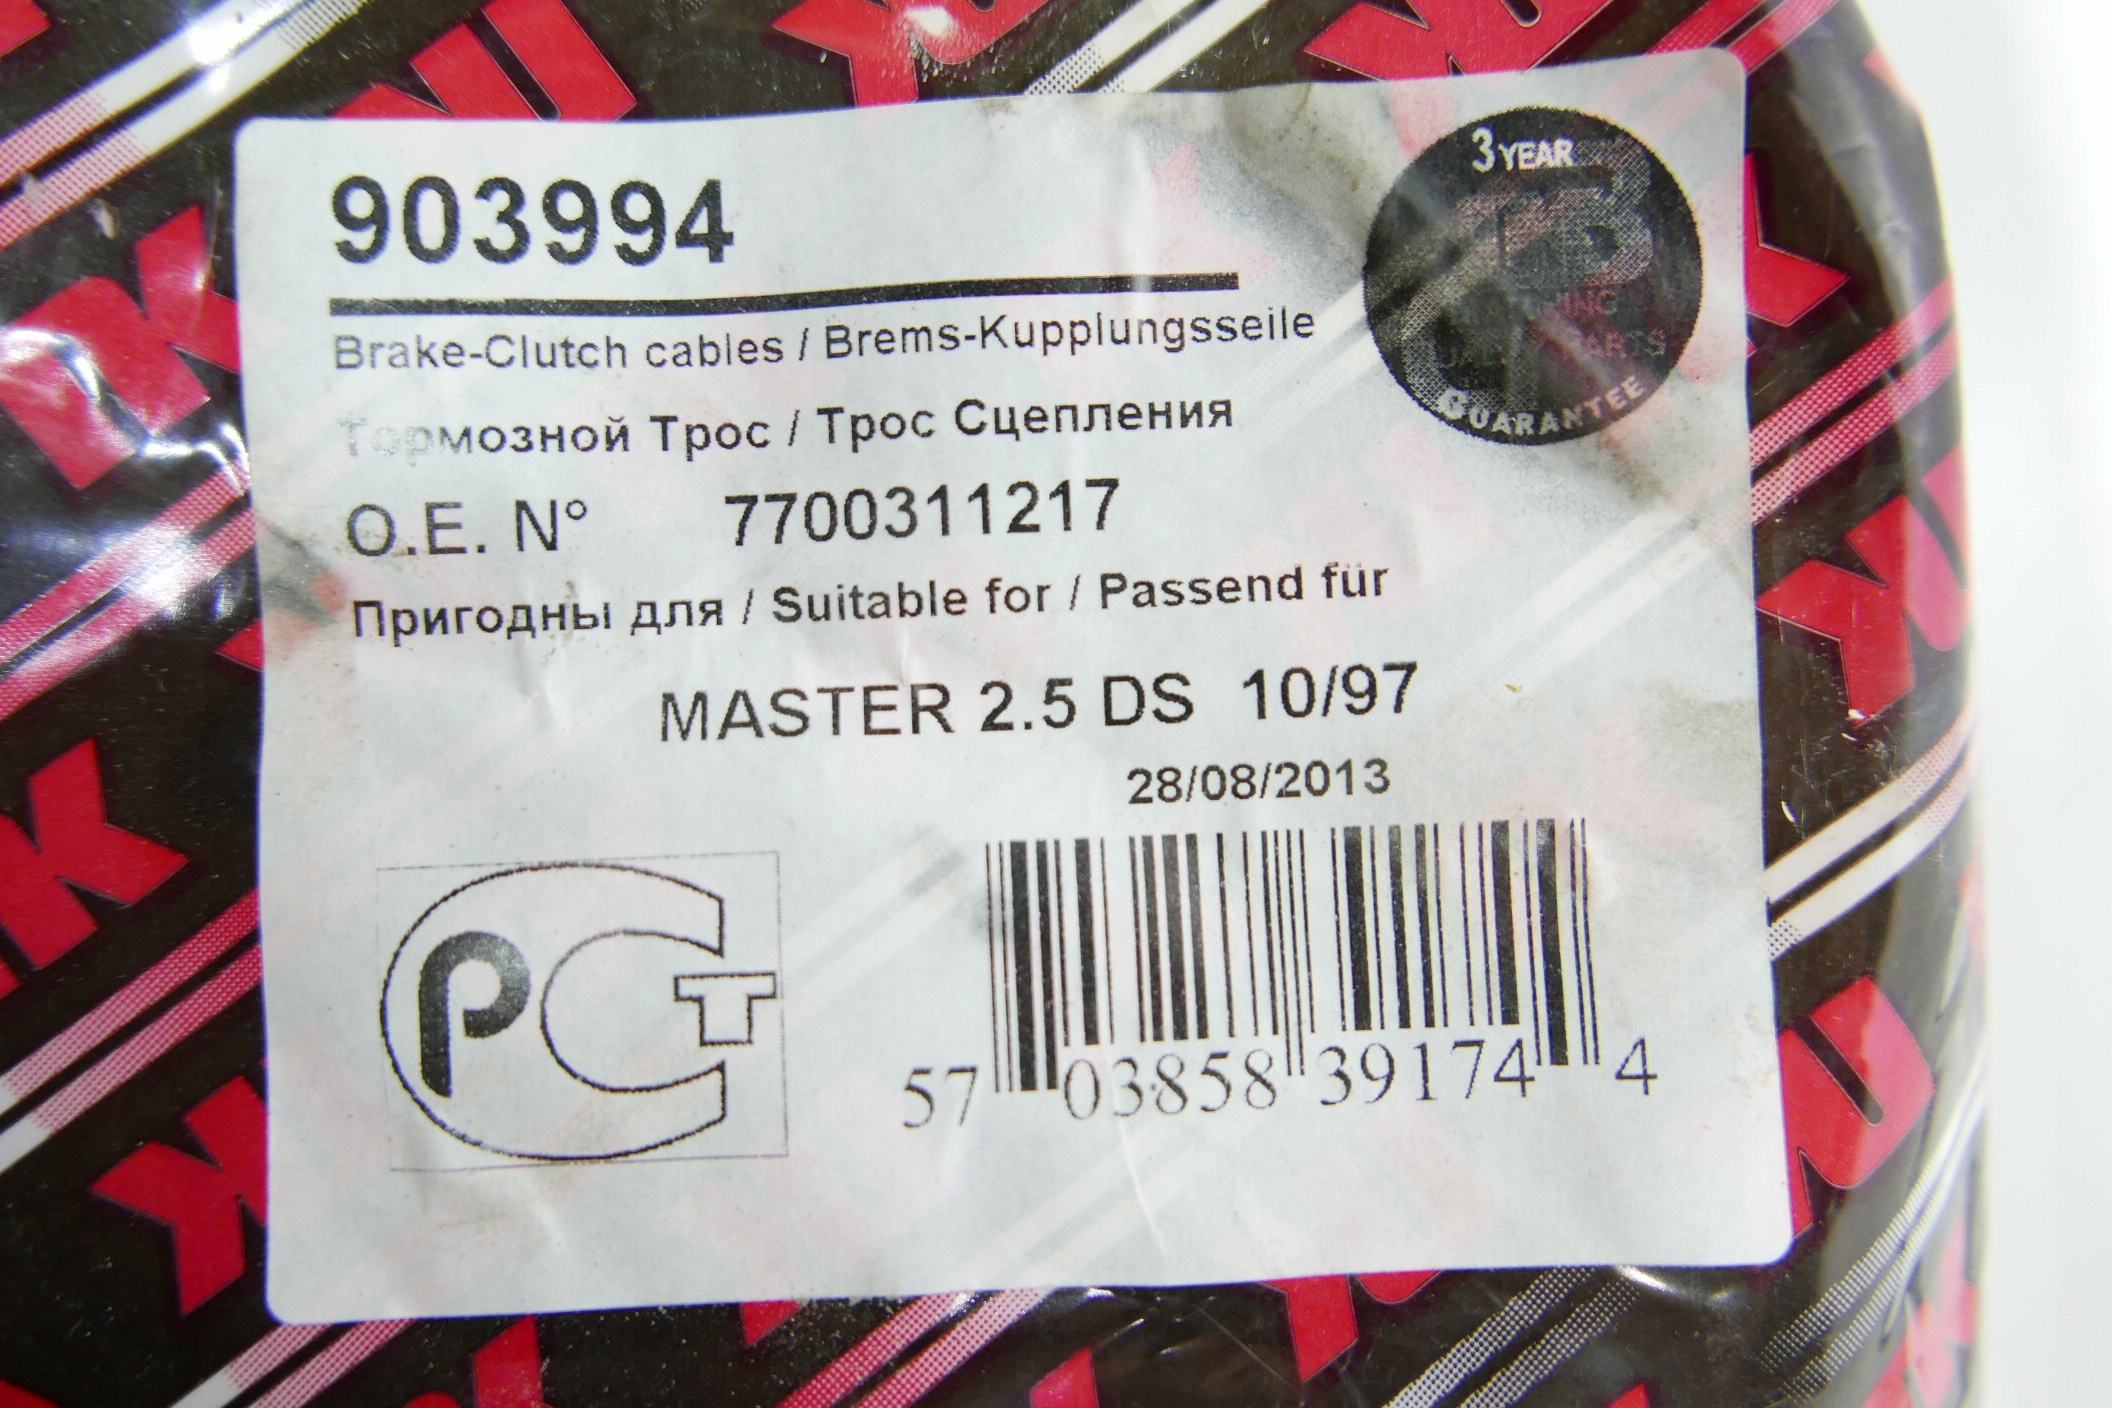 903994
3 YEAR
GUARANTEE
Brake-Clutch cables / Brems-Kupplungsseile
Тормозной Трос / Трос Сцепления
O.E. N° 7700311217
Пригодны для / Suitable for / Passend für
MASTER 2.5 DS 10/97
28/08/2013
РСТ
57 03858 39174 4